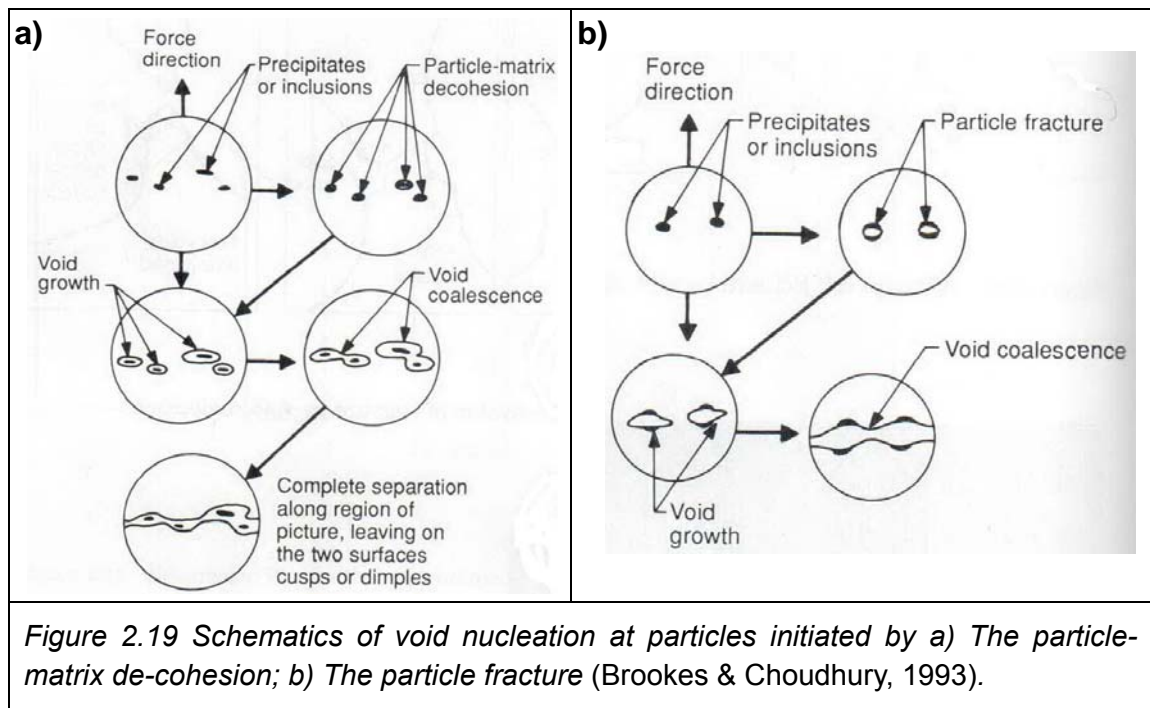 a)
Force
direction
Precipitates
or inclusions
Particle-matrix
decohesion
Void
growth
Void
coalescence
Complete separation
along region of
picture, leaving on
the two surfaces
cusps or dimples
b)
Force
direction
Precipitates
or inclusions
Particle fracture
Void coalescence
Void
growth
Figure 2.19 Schematics of void nucleation at particles initiated by a) The particle-
matrix de-cohesion; b) The particle fracture (Brookes & Choudhury, 1993).